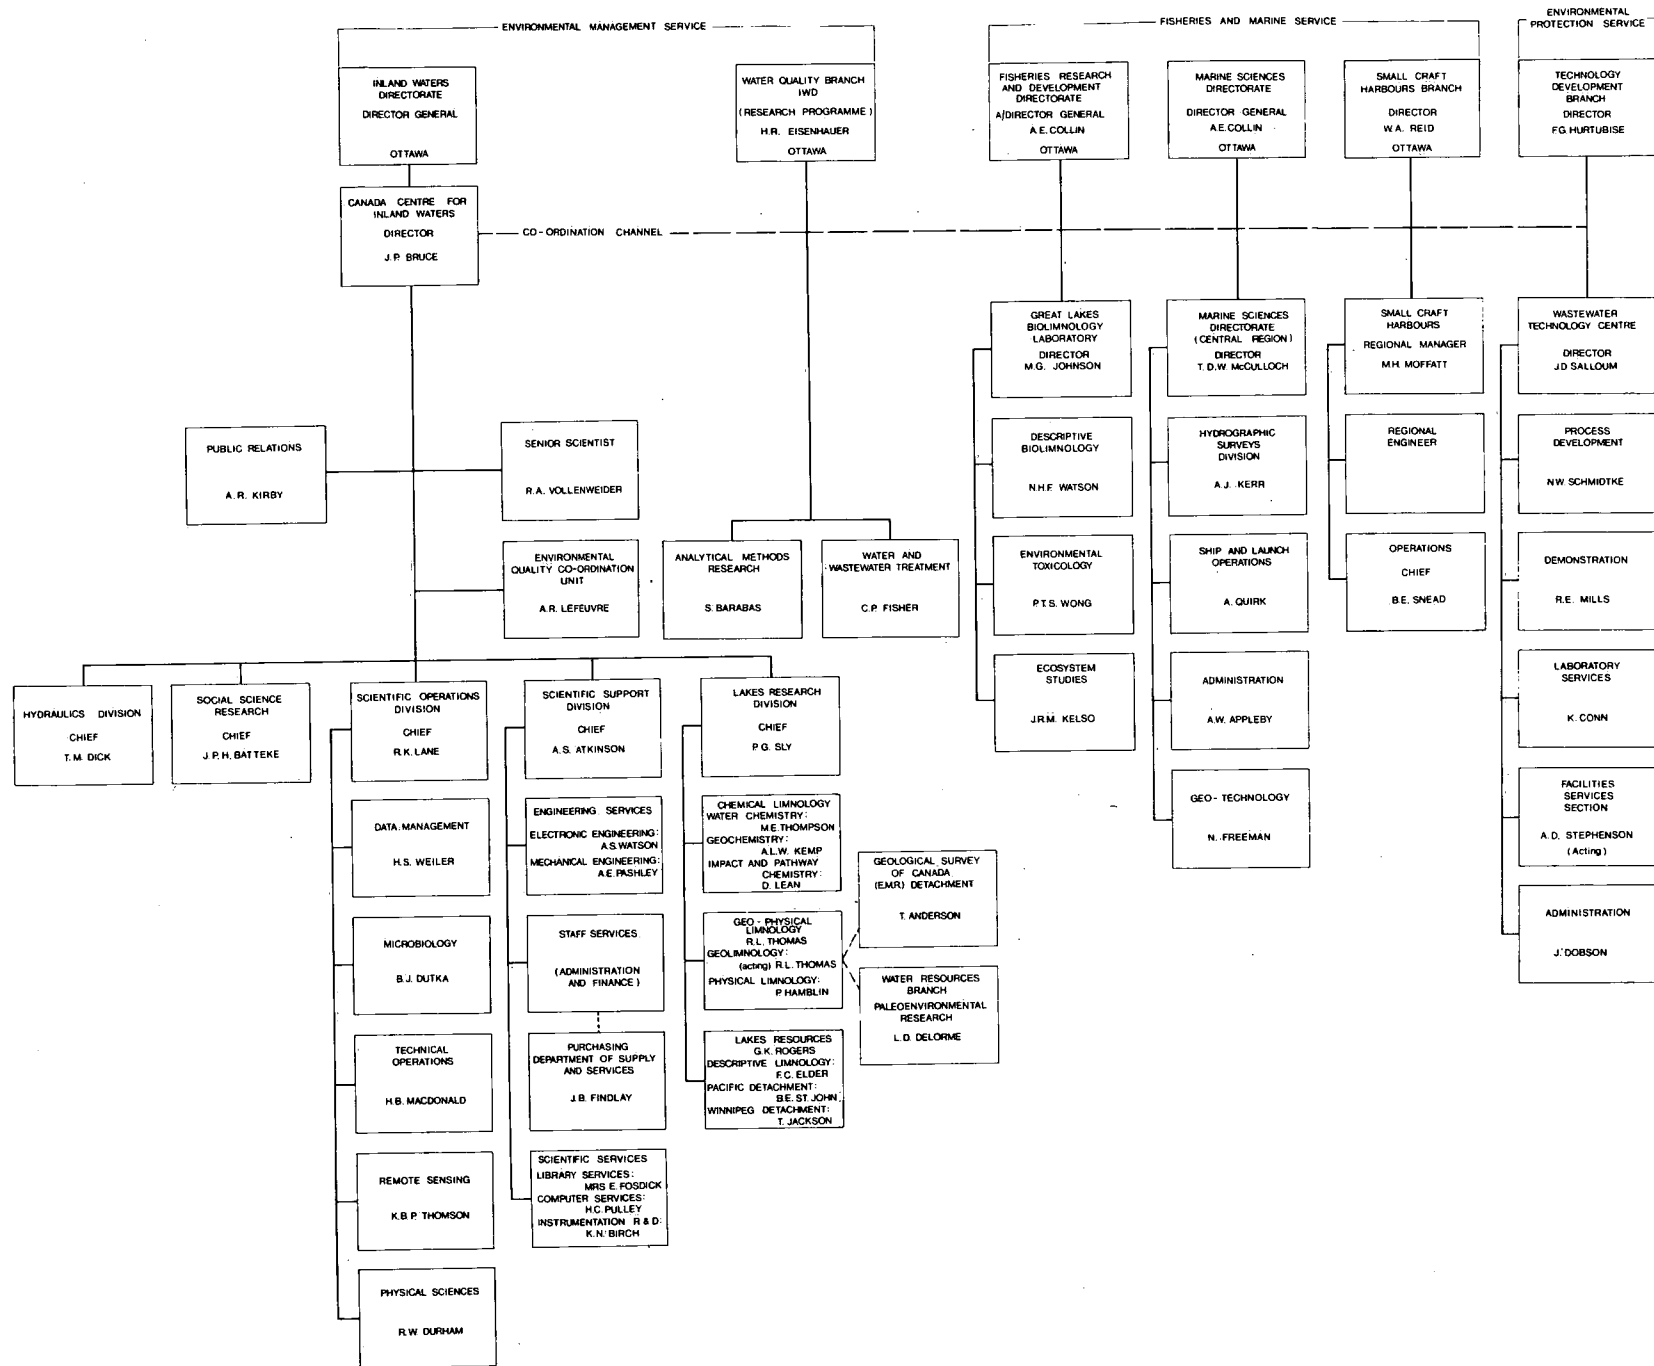 ENVIRONMENTAL MANAGEMENT SERVICE
FISHERIES AND MARINE SERVICE
ENVIRONMENTAL
PROTECTION SERVICE
INLAND WATERS
DIRECTORATE
DIRECTOR GENERAL
OTTAWA
WATER QUALITY BRANCH
IWD
(RESEARCH PROGRAMME)
H.R. EISENHAUER
OTTAWA
FISHERIES RESEARCH
AND DEVELOPMENT
DIRECTORATE
A/DIRECTOR GENERAL
A.E. COLLIN
OTTAWA
MARINE SCIENCES
DIRECTORATE
DIRECTOR GENERAL
A.E. COLLIN
OTTAWA
SMALL CRAFT
HARBOURS BRANCH
DIRECTOR
W.A. REID
OTTAWA
TECHNOLOGY
DEVELOPMENT
BRANCH
DIRECTOR
F.G. HURTUBISE
CANADA CENTRE FOR
INLAND WATERS
DIRECTOR
J.P. BRUCE
CO-ORDINATION CHANNEL
GREAT LAKES
BIOLIMNOLOGY
LABORATORY
DIRECTOR
M.G. JOHNSON
MARINE SCIENCES
DIRECTORATE
(CENTRAL REGION)
DIRECTOR
T.D.W. McCULLOCH
SMALL CRAFT
HARBOURS
REGIONAL MANAGER
M.H. MOFFATT
WASTEWATER
TECHNOLOGY CENTRE
DIRECTOR
J.D SALLOUM
PUBLIC RELATIONS
A.R. KIRBY
SENIOR SCIENTIST
R.A. VOLLENWEIDER
DESCRIPTIVE
BIOLIMNOLOGY
N.H.F. WATSON
HYDROGRAPHIC
SURVEYS
DIVISION
A.J. KERR
REGIONAL
ENGINEER
PROCESS
DEVELOPMENT
N.W. SCHMIDTKE
ENVIRONMENTAL
QUALITY CO-ORDINATION
UNIT
A.R. LEFEUVRE
ANALYTICAL METHODS
RESEARCH
S. BARABAS
WATER AND
WASTEWATER TREATMENT
C.P. FISHER
ENVIRONMENTAL
TOXICOLOGY
P.T.S. WONG
SHIP AND LAUNCH
OPERATIONS
A. QUIRK
OPERATIONS
CHIEF
B.E. SNEAD
DEMONSTRATION
R.E. MILLS
HYDRAULICS DIVISION
CHIEF
T.M. DICK
SOCIAL SCIENCE
RESEARCH
CHIEF
J.P.H. BATTEKE
SCIENTIFIC OPERATIONS
DIVISION
CHIEF
R.K. LANE
SCIENTIFIC SUPPORT
DIVISION
CHIEF
A.S. ATKINSON
LAKES RESEARCH
DIVISION
CHIEF
P.G. SLY
ECOSYSTEM
STUDIES
J.R.M. KELSO
ADMINISTRATION
A.W. APPLEBY
LABORATORY
SERVICES
K. CONN
DATA MANAGEMENT
H.S. WEILER
ENGINEERING SERVICES
ELECTRONIC ENGINEERING:
A.S. WATSON
MECHANICAL ENGINEERING:
A.E. PASHLEY
CHEMICAL LIMNOLOGY
WATER CHEMISTRY:
M.E. THOMPSON
GEOCHEMISTRY:
A.L.W. KEMP
IMPACT AND PATHWAY
CHEMISTRY:
D. LEAN
GEO-TECHNOLOGY
N. FREEMAN
FACILITIES
SERVICES
SECTION
A.D. STEPHENSON
(Acting)
GEOLOGICAL SURVEY
OF CANADA
(EMR) DETACHMENT
T. ANDERSON
MICROBIOLOGY
B.J. DUTKA
STAFF SERVICES
(ADMINISTRATION
AND FINANCE)
GEO-PHYSICAL
LIMNOLOGY
R.L. THOMAS
GEOLIMNOLOGY:
(acting) R.L. THOMAS
PHYSICAL LIMNOLOGY:
P. HAMBLIN
WATER RESOURCES
BRANCH
PALEOENVIRONMENTAL
RESEARCH
L.D. DELORME
ADMINISTRATION
J. DOBSON
TECHNICAL
OPERATIONS
H.B. MACDONALD
PURCHASING
DEPARTMENT OF SUPPLY
AND SERVICES
J.B. FINDLAY
LAKES RESOURCES
G.K. ROGERS
DESCRIPTIVE LIMNOLOGY:
F.C. ELDER
PACIFIC DETACHMENT:
B.E. ST. JOHN
WINNIPEG DETACHMENT:
T. JACKSON
REMOTE SENSING
K.B.P. THOMSON
SCIENTIFIC SERVICES
LIBRARY SERVICES:
MRS E. FOSDICK
COMPUTER SERVICES:
H.C. PULLEY
INSTRUMENTATION R & D:
K.N. BIRCH
PHYSICAL SCIENCES
R.W. DURHAM